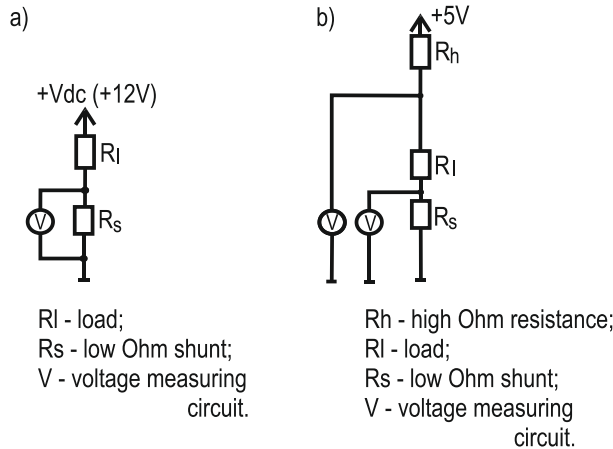 a)
+Vdc (+12V)
Rl
V
Rs
Rl - load;
Rs - low Ohm shunt;
V - voltage measuring
circuit.
b)
+5V
Rh
Rl
V
V
Rs
Rh - high Ohm resistance;
Rl - load;
Rs - low Ohm shunt;
V - voltage measuring
circuit.